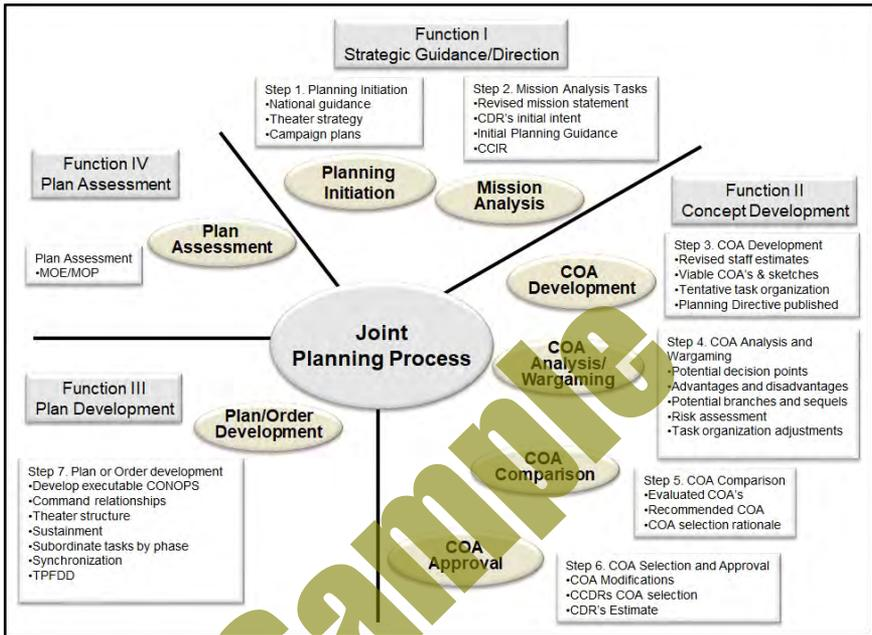 Function I
Strategic Guidance/Direction
Step 1. Planning Initiation
•National guidance
•Theater strategy
•Campaign plans
Step 2. Mission Analysis Tasks
•Revised mission statement
•CDR's initial intent
•Initial Planning Guidance
•CCIR
Planning
Initiation
Mission
Analysis
Function II
Concept Development
Step 3. COA Development
•Revised staff estimates
•Viable COA's & sketches
•Tentative task organization
•Planning Directive published
COA
Development
Step 4. COA Analysis and
Wargaming
•Potential decision points
•Advantages and disadvantages
•Potential branches and sequels
•Risk assessment
•Task organization adjustments
COA
Analysis/
Wargaming
COA
Comparison
Step 5. COA Comparison
•Evaluated COA's
•Recommended COA
•COA selection rationale
COA
Approval
Step 6. COA Selection and Approval
•COA Modifications
•CCDRs COA selection
•CDR's Estimate
Function III
Plan Development
Plan/Order
Development
Step 7. Plan or Order development
•Develop executable CONOPS
•Command relationships
•Theater structure
•Sustainment
•Subordinate tasks by phase
•Synchronization
•TPFDD
Function IV
Plan Assessment
Plan
Assessment
Plan Assessment
•MOE/MOP
Joint
Planning Process
Sample